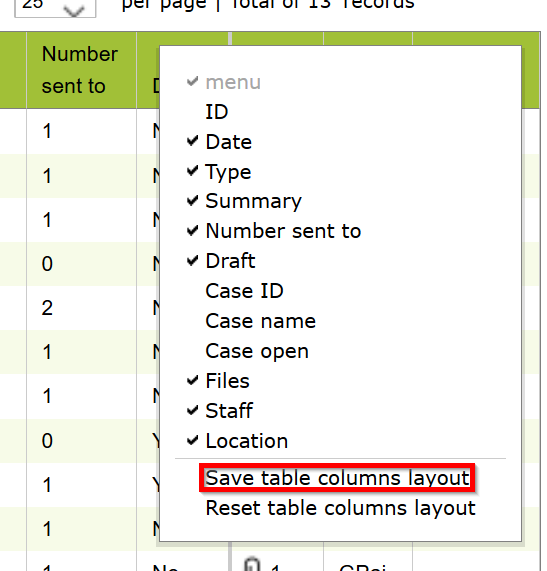 25 per page | Total of 13 records
Number
sent to
menu
ID
Date
Type
Summary
Number sent to
Draft
Case ID
Case name
Case open
Files
Staff
Location
Save table columns layout
Reset table columns layout
1
1
1
0
2
1
1
0
1
1
1 No 1